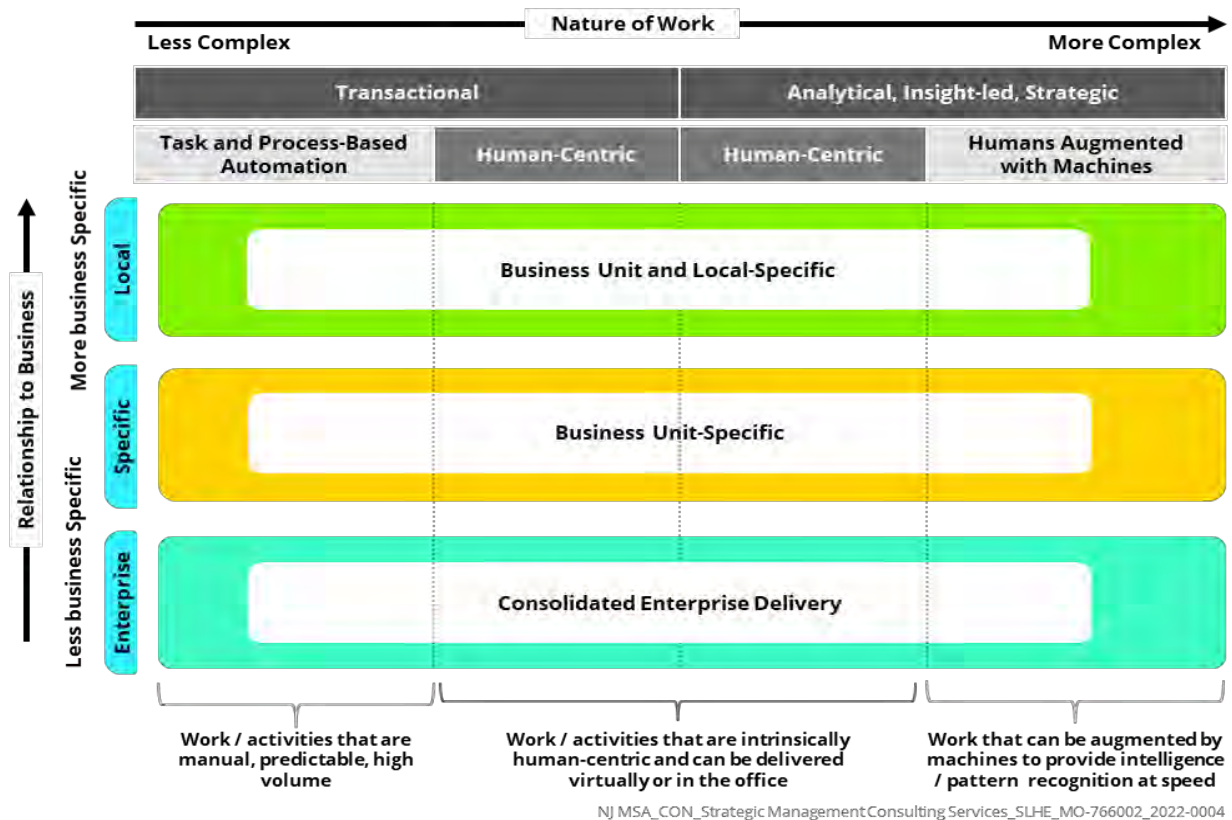 Nature of Work
Less Complex
More Complex
Transactional
Analytical, Insight-led, Strategic
Task and Process-Based
Automation
Human-Centric
Human-Centric
Humans Augmented
with Machines
Relationship to Business
More business Specific
Less business Specific
Local
Business Unit and Local-Specific
Specific
Business Unit-Specific
Enterprise
Consolidated Enterprise Delivery
Work / activities that are
manual, predictable, high
volume
Work / activities that are intrinsically
human-centric and can be delivered
virtually or in the office
Work that can be augmented by
machines to provide intelligence
/ pattern recognition at speed
NJ MSA_CON_Strategic Management Consulting Services_SLHE_MO-766002_2022-0004